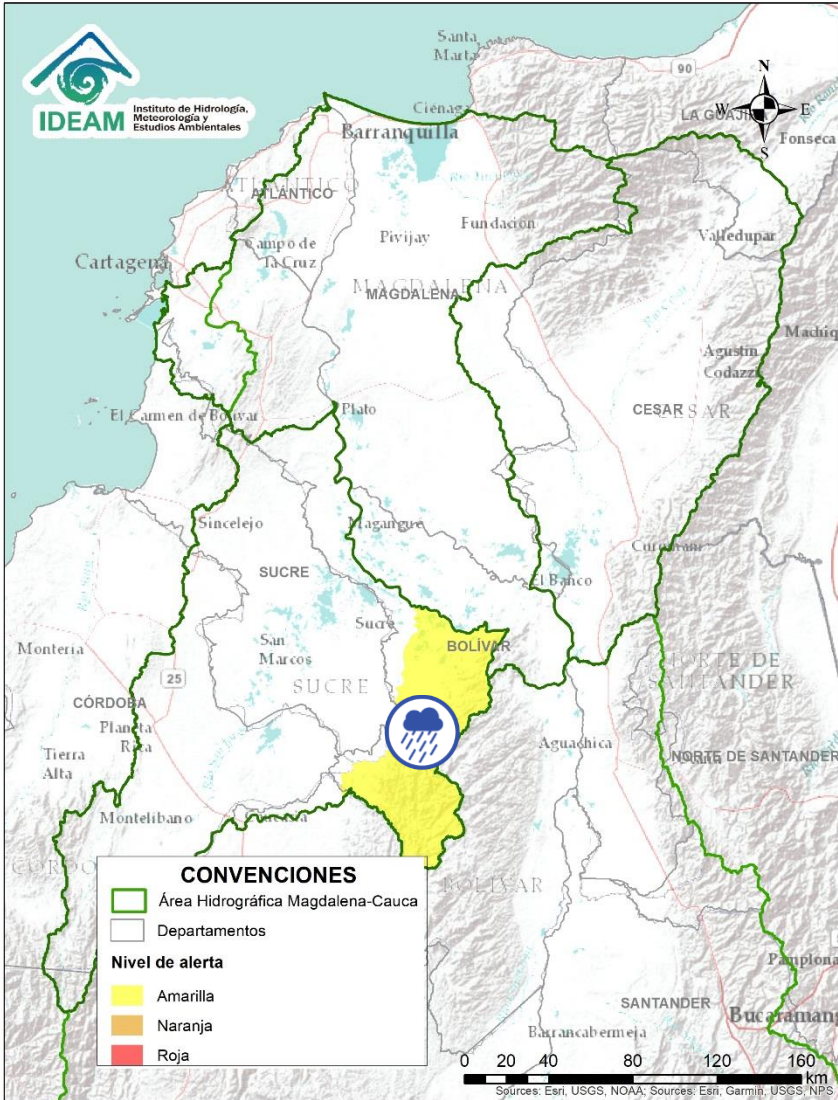 IDEAM
Instituto de Hidrología,
Meteorología y
Estudios Ambientales
Santa
Marta
90
N
W
E
S
LA GUAJIRA
Fonseca
Ciénaga
Barranquilla
ATLÁNTICO
ATLÁNTICO
Campo de
la Cruz
Pivijay
Fundación
Valledupar
Cartagena
MAGDALENA
MAGDALENA
Agustín
Codazzi
CESAR
CESAR
El Carmen de Bolívar
Plato
Sincelejo
Magangue
El Banco
SUCRE
Sucre
San
Marcos
SUCRE
BOLÍVAR
NORTE DE
SANTANDER
Montería
25
CÓRDOBA
Planeta
Rica
Tierra
Alta
Aguachica
NORTE DE SANTANDER
Montelíbano
BOLÍVAR
Pamplona
SANTANDER
Barrancabermeja
CONVENCIONES
Área Hidrográfica Magdalena-Cauca
Departamentos
Nivel de alerta
Amarilla
Naranja
Roja
0 20 40 80 120 160
km
Sources: Esri, USGS, NOAA; Sources: Esri, Garmin, USGS, NPS